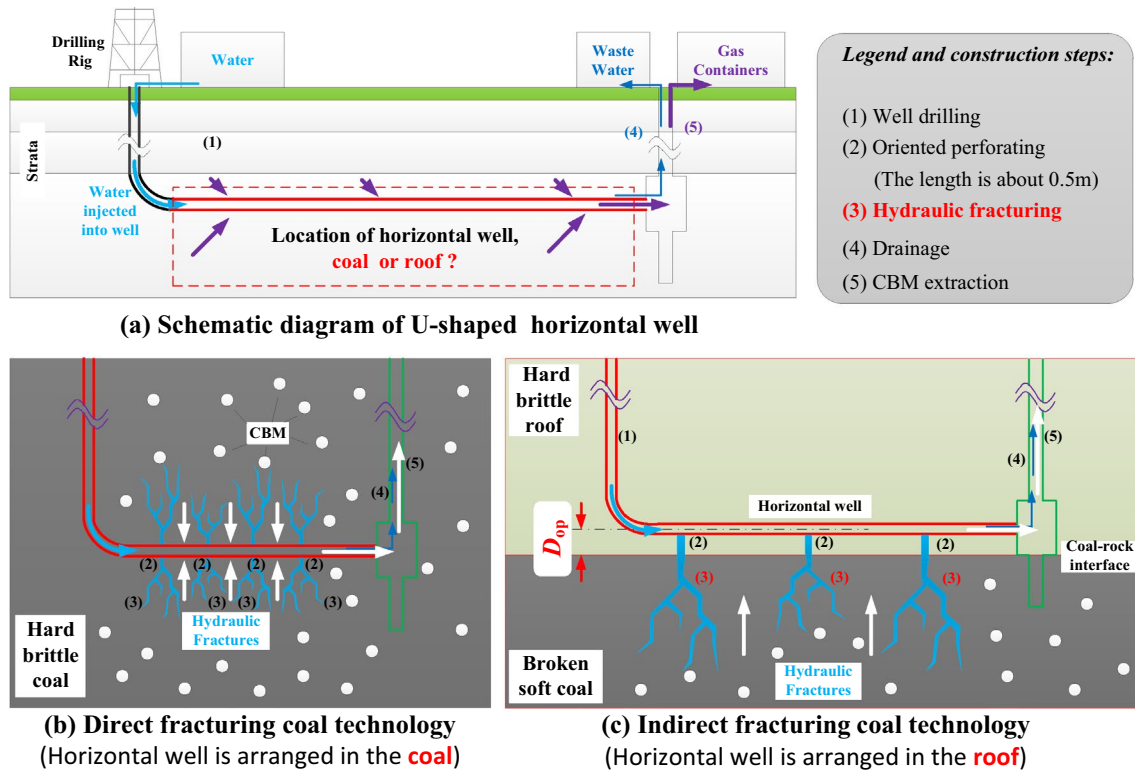 Drilling
Rig
Water
Waste
Water
Gas
Containers
Strata
(1)
(4)
(5)
Water
injected
into well
Location of horizontal well,
coal or roof ?
(a) Schematic diagram of U-shaped horizontal well
Legend and construction steps:
(1) Well drilling
(2) Oriented perforating
(The length is about 0.5m)
(3) Hydraulic fracturing
(4) Drainage
(5) CBM extraction
CBM
(5)
(4)
(2) (2) (2) (2)
(3) (3) (3) (3)
Hydraulic
Fractures
Hard
brittle
coal
(b) Direct fracturing coal technology
(Horizontal well is arranged in the coal)
Hard
brittle
roof
(1)
(5)
(4)
Horizontal well
Dop
(2) (2) (2)
Coal-rock
interface
(3) (3) (3)
Broken
soft coal
Hydraulic
Fractures
(c) Indirect fracturing coal technology
(Horizontal well is arranged in the roof)